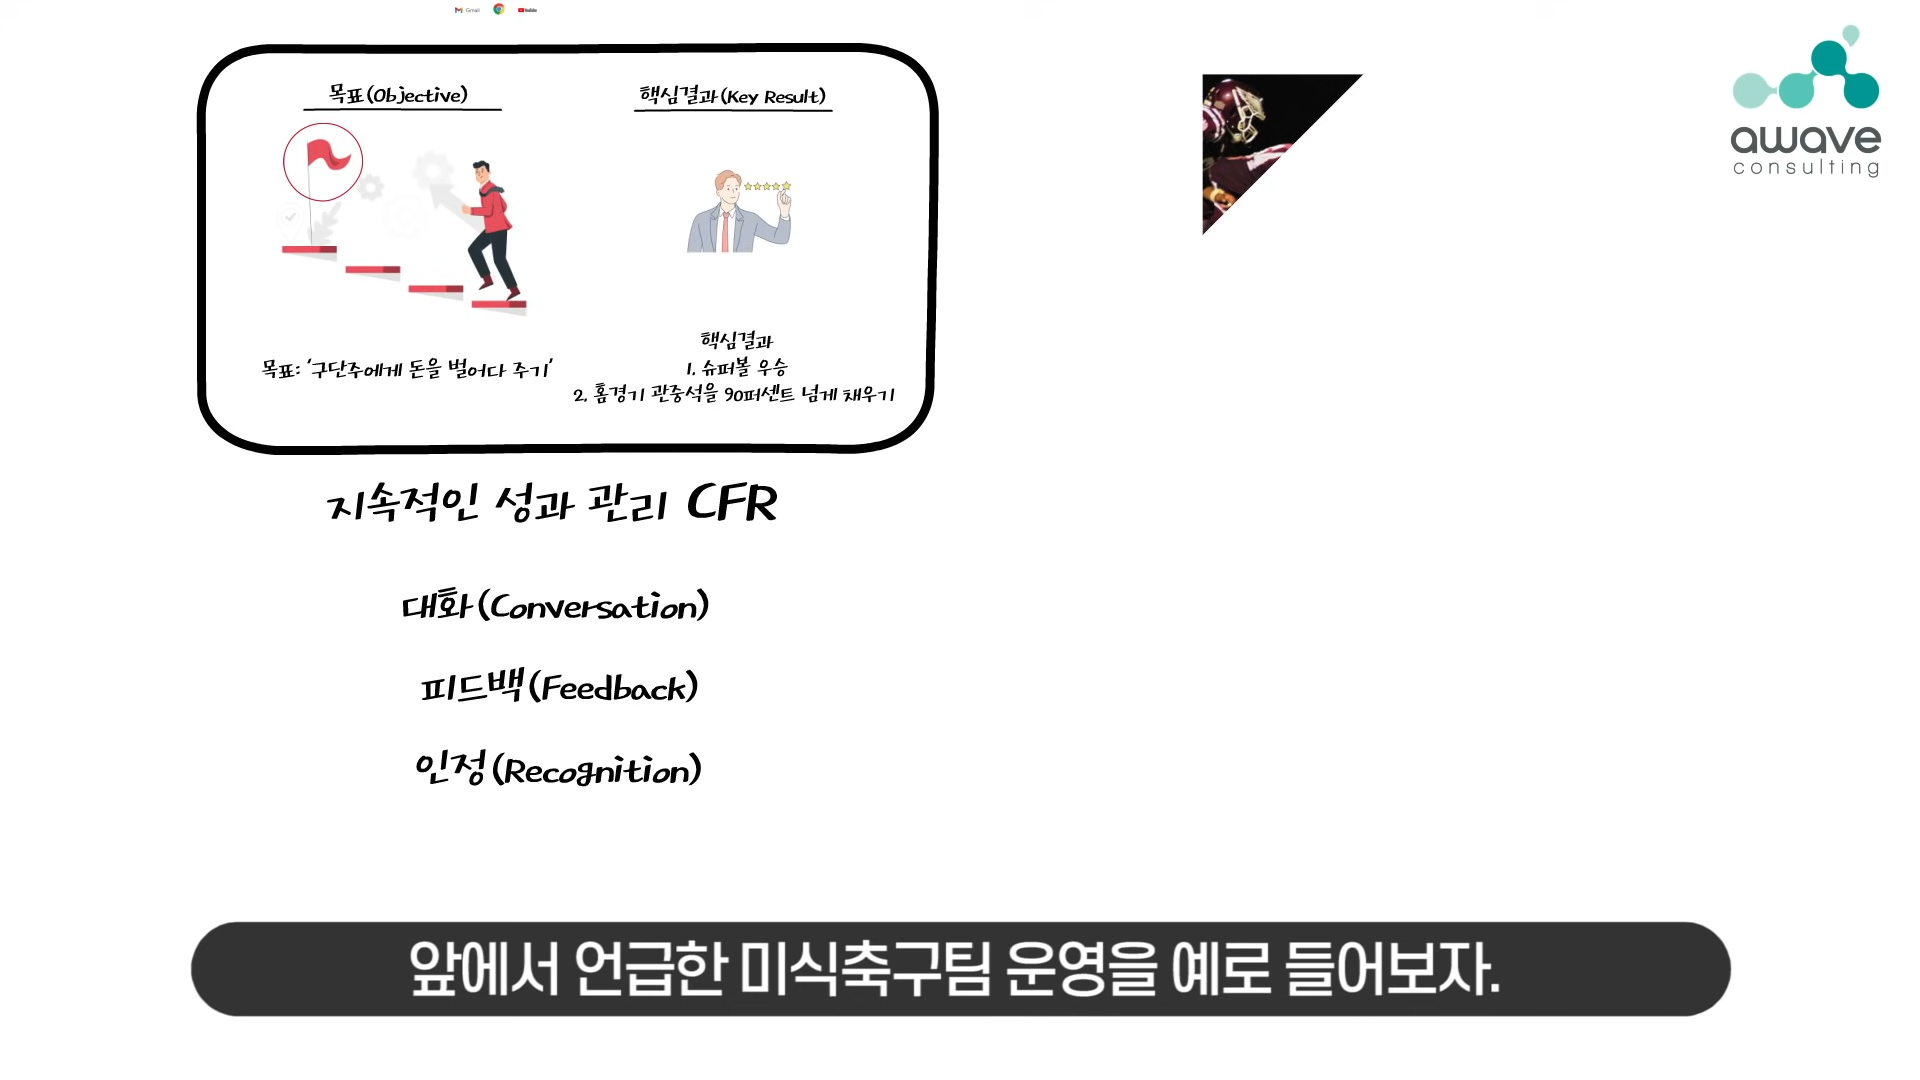 Gmail
YouTube
목표(Objective)
핵심결과(Key Result)
목표: '구단주에게 돈을 벌어다 주기'
핵심결과
1. 슈퍼볼 우승
2. 홈경기 관중석을 90퍼센트 넘게 채우기
지속적인 성과 관리 CFR
대화(Conversation)
피드백(Feedback)
인정(Recognition)
awave
consulting
앞에서 언급한 미식축구팀 운영을 예로 들어보자.